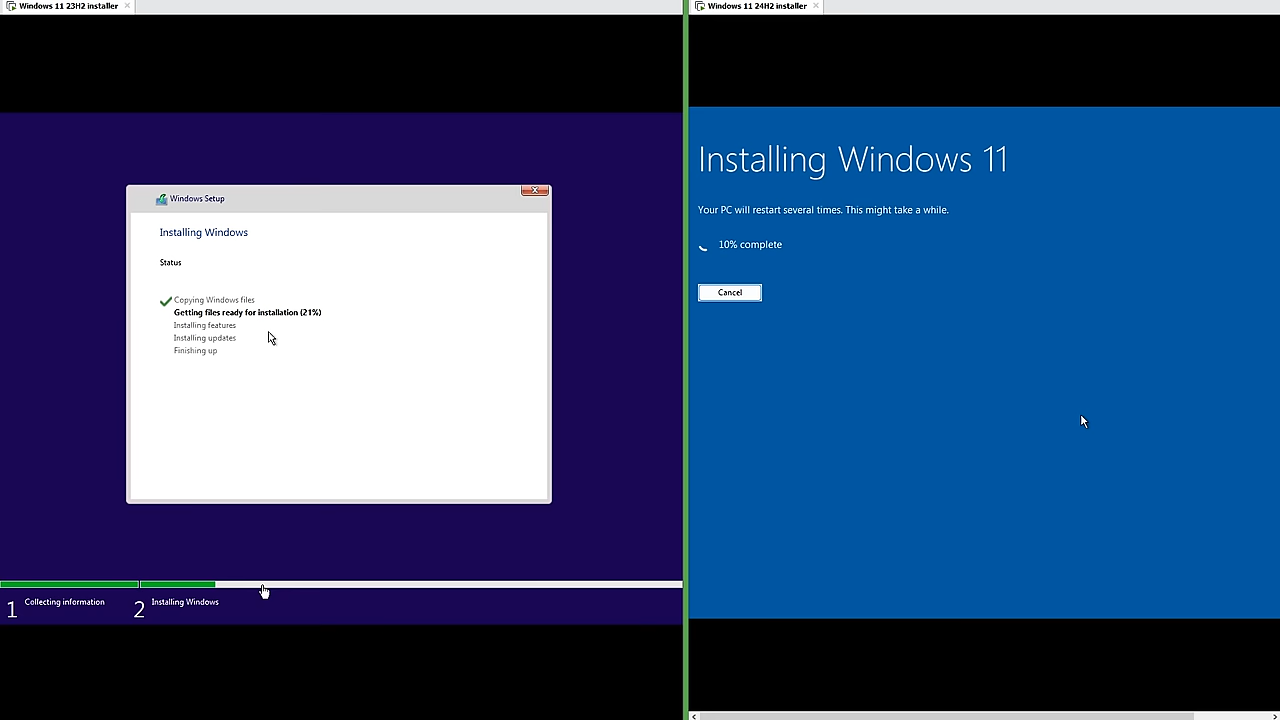 Windows 11 23H2 installer
Windows Setup
Installing Windows
Status
Copying Windows files
Getting files ready for installation (21%)
Installing features
Installing updates
Finishing up
1 Collecting information
2 Installing Windows
Windows 11 24H2 installer
Installing Windows 11
Your PC will restart several times. This might take a while.
10% complete
Cancel